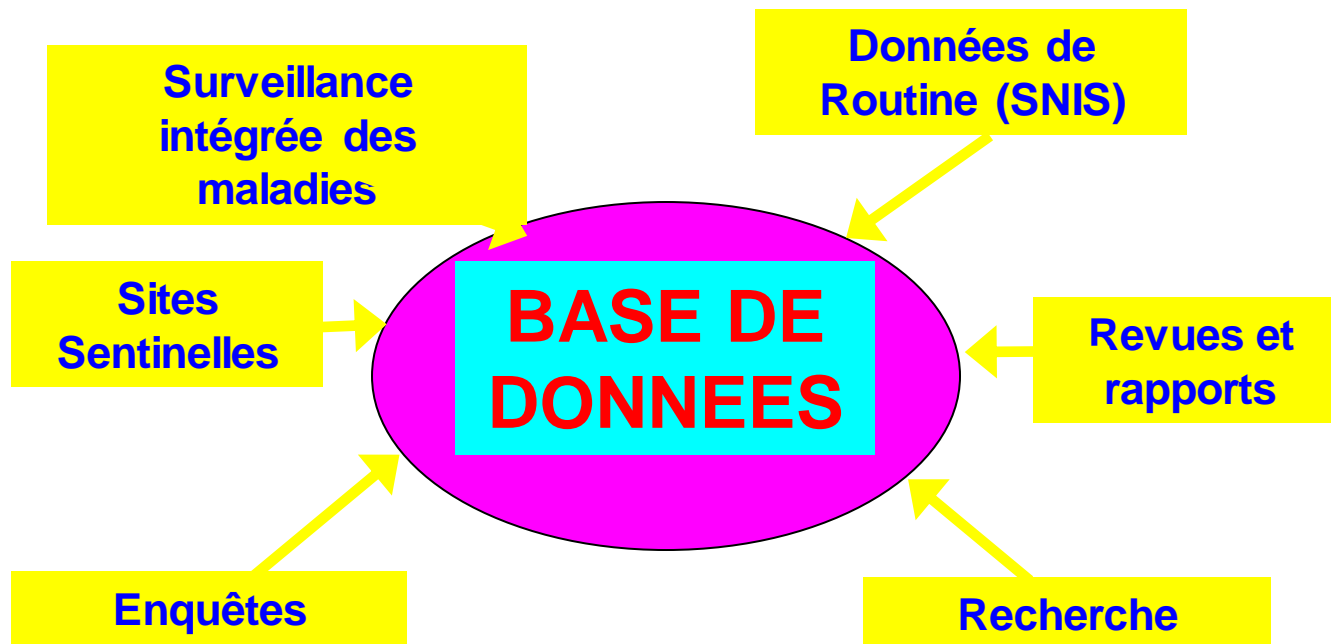 Surveillance
intégrée des
maladies
Données de
Routine (SNIS)
Sites
Sentinelles
BASE DE
DONNEES
Revues et
rapports
Enquêtes
Recherche